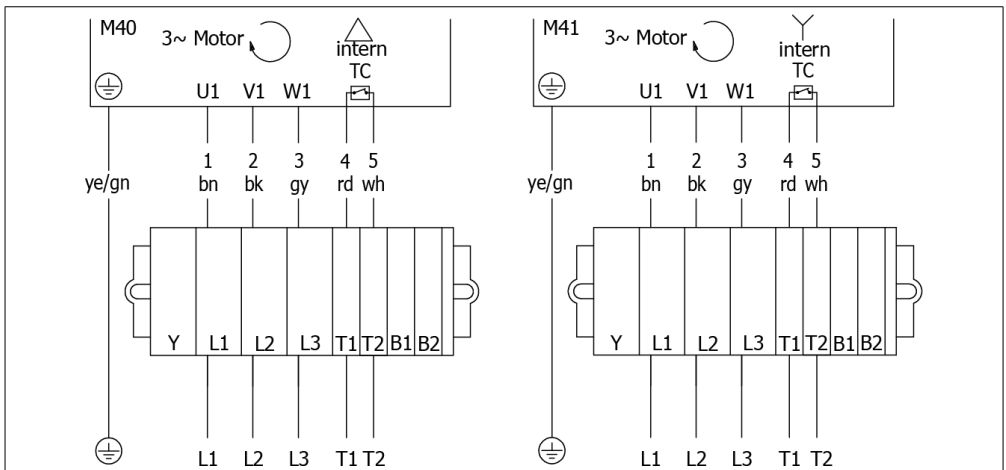 M40
3~ Motor
intern
TC
U1 V1 W1
1 2 3 4 5
ye/gn bn bk gy rd wh
Y L1 L2 L3 T1 T2 B1 B2
L1 L2 L3 T1 T2
M41
3~ Motor
intern
TC
U1 V1 W1
1 2 3 4 5
ye/gn bn bk gy rd wh
Y L1 L2 L3 T1 T2 B1 B2
L1 L2 L3 T1 T2